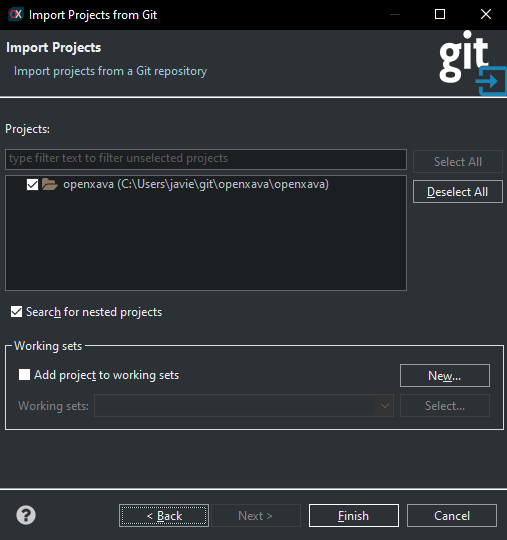 OX Import Projects from Git
Import Projects
Import projects from a Git repository
git
Projects:
type filter text to filter unselected projects
Select All
openxava (C:\Users\javie\git\openxava\openxava)
Deselect All
Search for nested projects
Working sets
Add project to working sets
New...
Working sets:
Select...
?
< Back
Next >
Finish
Cancel